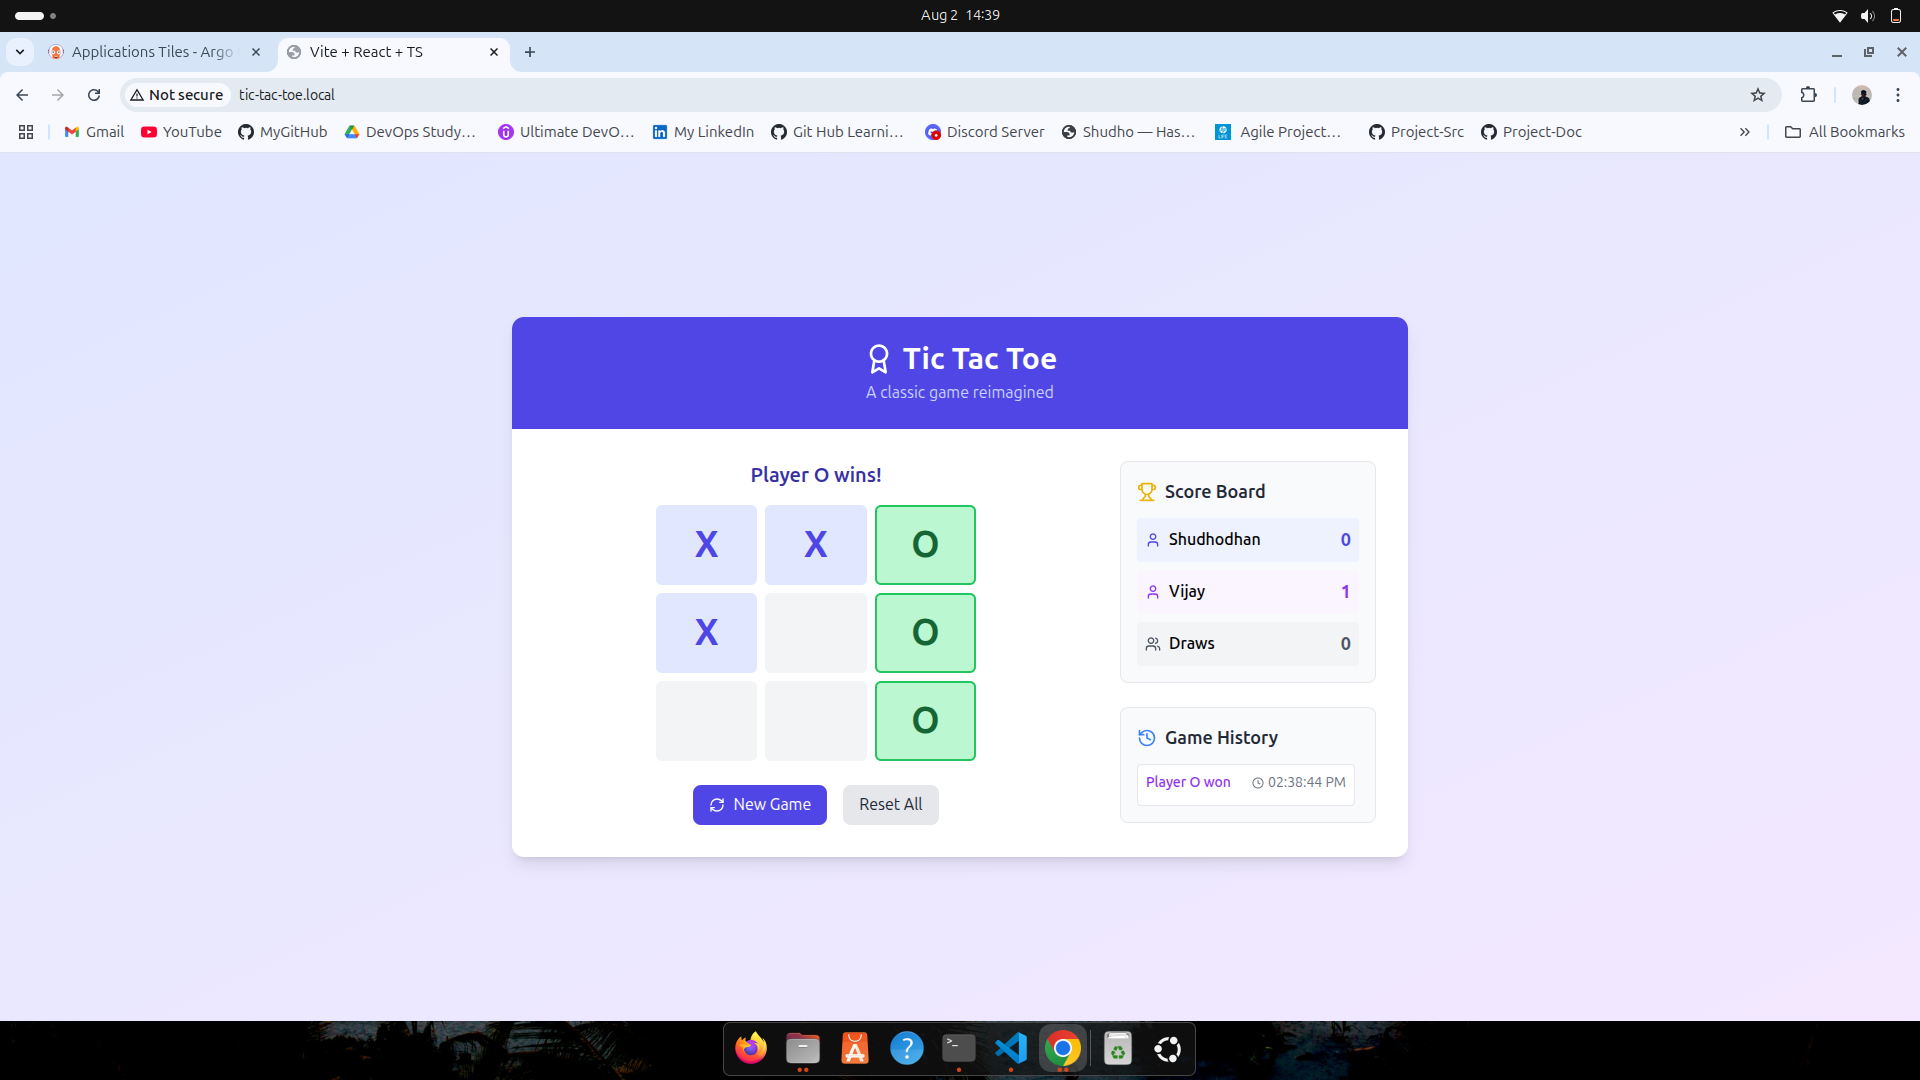 Aug 2 14:39
Applications Tiles - Argo
Vite + React + TS
Not secure
tic-tac-toe.local
Gmail
YouTube
MyGitHub
DevOps Study…
Ultimate DevO…
My LinkedIn
Git Hub Learni…
Discord Server
Shudho — Has…
Agile Project…
Project-Src
Project-Doc
All Bookmarks
Tic Tac Toe
A classic game reimagined
Player O wins!
X X O
X O
O
New Game
Reset All
Score Board
Shudhodhan 0
Vijay 1
Draws 0
Game History
Player O won 02:38:44 PM